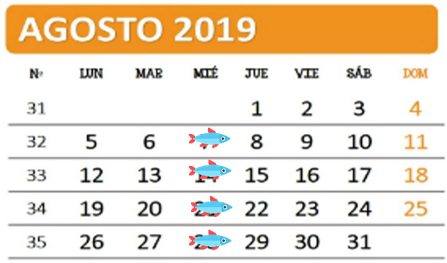 AGOSTO 2019
Nº LUN MAR MIÉ JUE VIE SÁB DOM
31 1 2 3 4
32 5 6 8 9 10 11
33 12 13 15 16 17 18
34 19 20 22 23 24 25
35 26 27 29 30 31